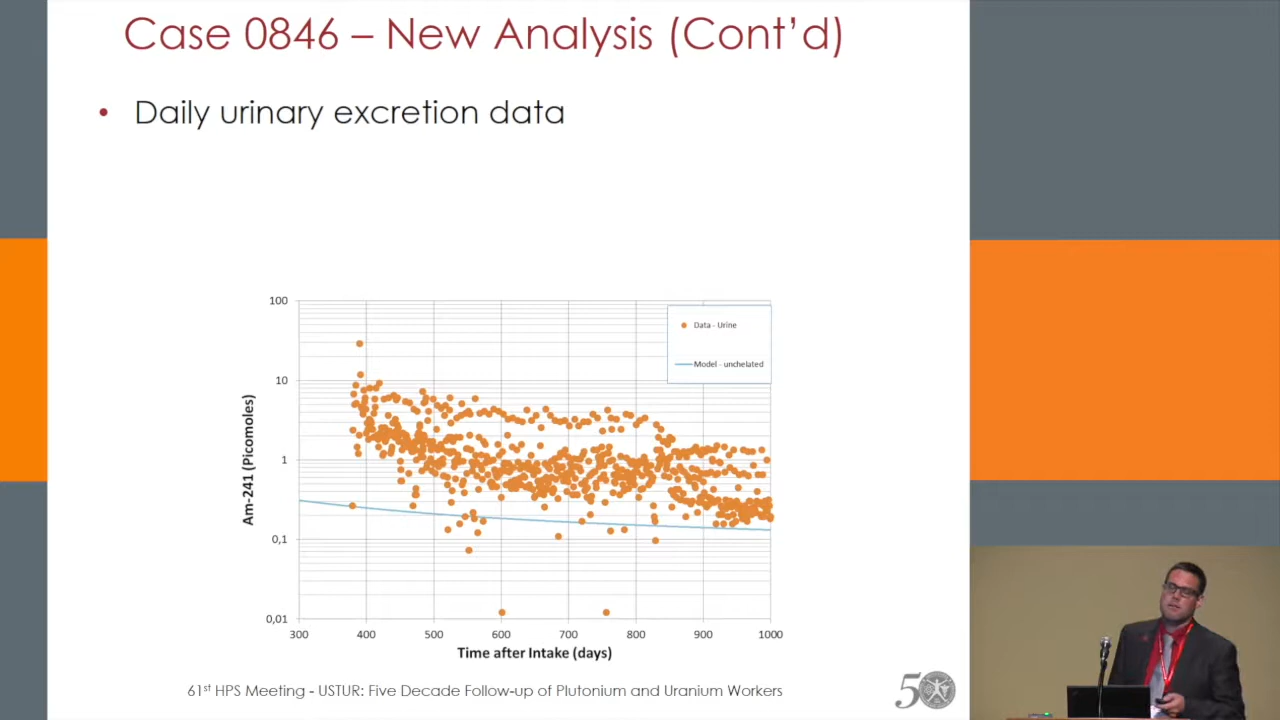 Case 0846 – New Analysis (Cont’d)
• Daily urinary excretion data
100
10
1
0,1
0,01
Am-241 (Picomoles)
Data - Urine
Model - unchelated
300 400 500 600 700 800 900 1000
Time after Intake (days)
61st HPS Meeting - USTUR: Five Decade Follow-up of Plutonium and Uranium Workers
50